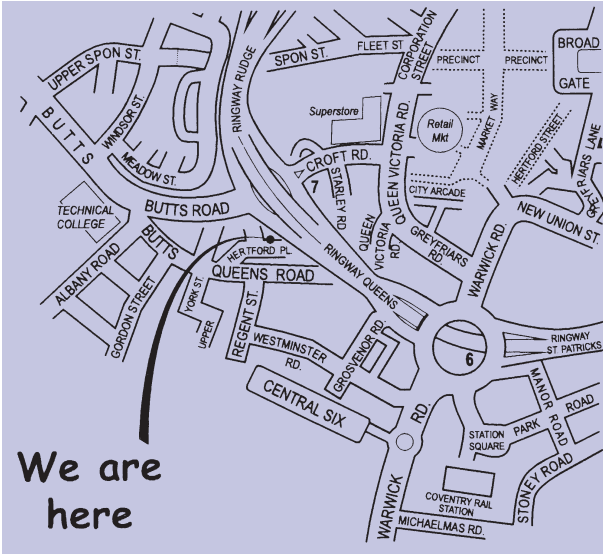 UPPER SPON ST.
BUTTS
WINDSOR ST.
MEADOW ST.
TECHNICAL
COLLEGE
BUTTS ROAD
RINGWAY RUDGE
SPON ST.
FLEET ST
CORPORATION
STREET
PRECINCT
PRECINCT
BROAD
GATE
Superstore
Retail
Mkt
MARKET WAY
HERTFORD STREET
GREYFRIARS LANE
CROFT RD.
7
STARLEY RD
QUEEN VICTORIA RD.
CITY ARCADE
QUEEN
VICTORIA
RD.
GREYFRIARS
RD
NEW UNION ST.
WARWICK RD.
ALBANY ROAD
BUTTS
GORDON STREET
HERTFORD PL.
QUEENS ROAD
YORK ST.
UPPER
REGENT ST.
RINGWAY QUEENS
WESTMINSTER
RD.
GROSVENOR RD.
6
RINGWAY
ST PATRICKS
CENTRAL SIX
WARWICK
RD.
MANOR ROAD
PARK ROAD
STATION
SQUARE
COVENTRY RAIL
STATION
STONEY ROAD
MICHAELMAS RD.
We are
here